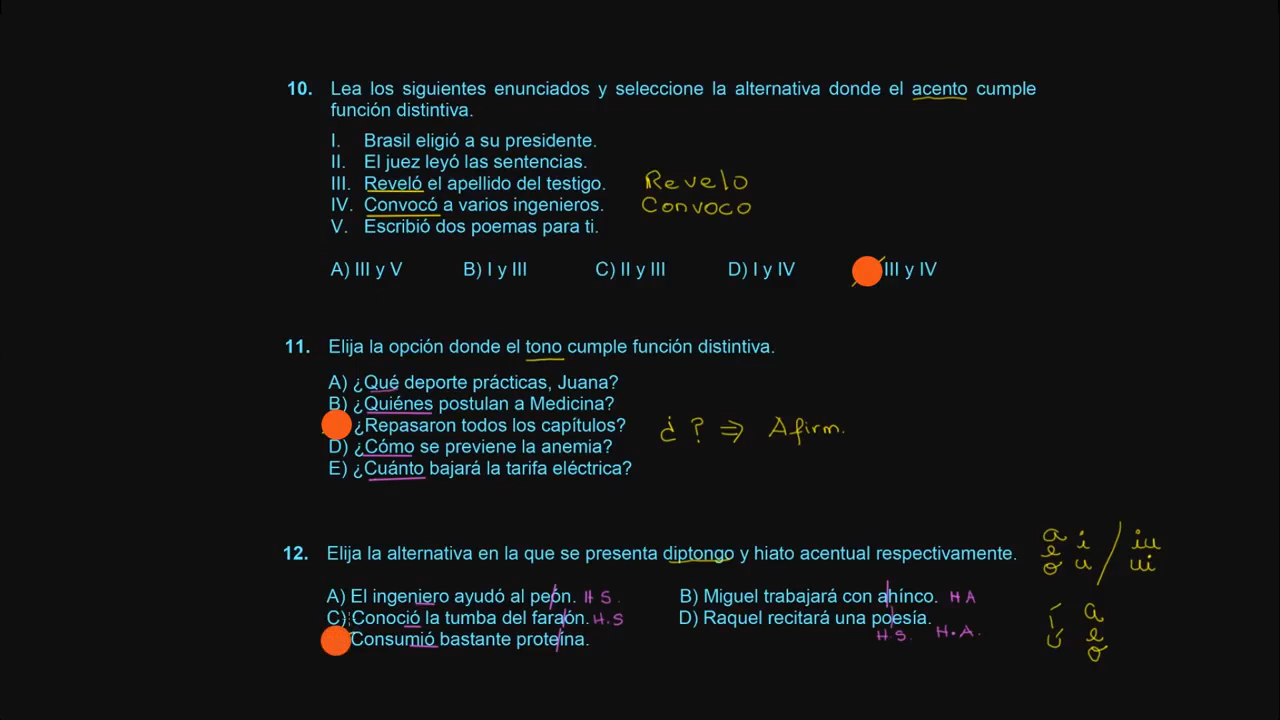 10. Lea los siguientes enunciados y seleccione la alternativa donde el acento cumple
función distintiva.
I. Brasil eligió a su presidente.
II. El juez leyó las sentencias.
III. Reveló el apellido del testigo. Revelo
IV. Convocó a varios ingenieros. Convoco
V. Escribió dos poemas para ti.
A) III y V B) I y III C) II y III D) I y IV III y IV
11. Elija la opción donde el tono cumple función distintiva.
A) ¿Qué deporte prácticas, Juana?
B) ¿Quiénes postulan a Medicina?
¿Repasaron todos los capítulos? ¿ ? ⇒ Afirm.
D) ¿Cómo se previene la anemia?
E) ¿Cuánto bajará la tarifa eléctrica?
12. Elija la alternativa en la que se presenta diptongo y hiato acentual respectivamente.
a i / iu
e u ui
o
A) El ingeniero ayudó al peón. H S. B) Miguel trabajará con ahínco. H A
C) Conoció la tumba del faraón. H.S D) Raquel recitará una poesía.
H.S. H.A.
Consumió bastante proteína.
í a
ú e
o